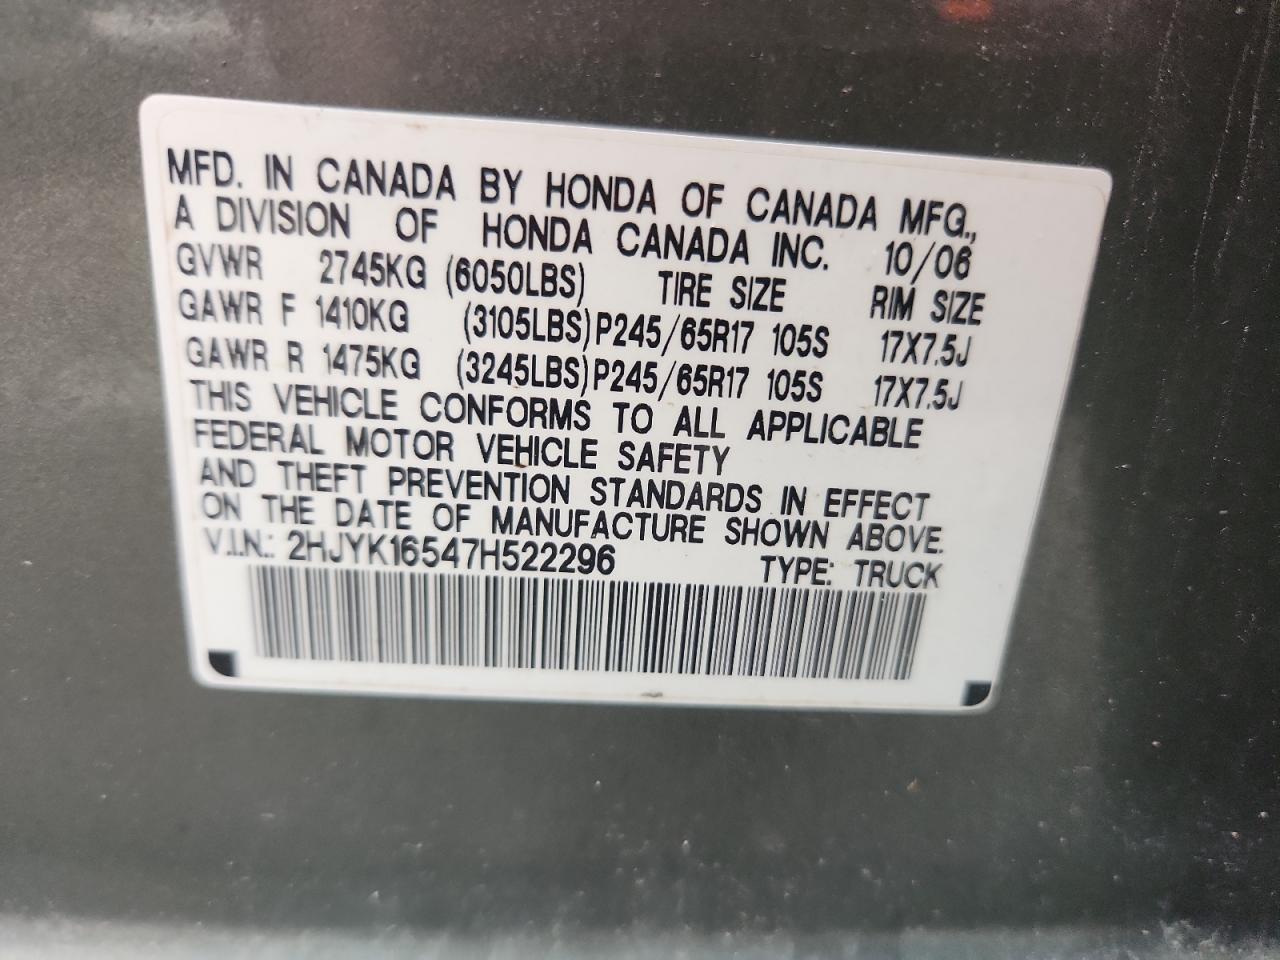 MFD. IN CANADA BY HONDA OF CANADA MFG.,
A DIVISION OF HONDA CANADA INC. 10/06
GVWR 2745KG (6050LBS) TIRE SIZE RIM SIZE
GAWR F 1410KG (3105LBS) P245/65R17 105S 17X7.5J
GAWR R 1475KG (3245LBS) P245/65R17 105S 17X7.5J
THIS VEHICLE CONFORMS TO ALL APPLICABLE
FEDERAL MOTOR VEHICLE SAFETY
AND THEFT PREVENTION STANDARDS IN EFFECT
ON THE DATE OF MANUFACTURE SHOWN ABOVE.
V.I.N.: 2HJYK16547H522296 TYPE: TRUCK